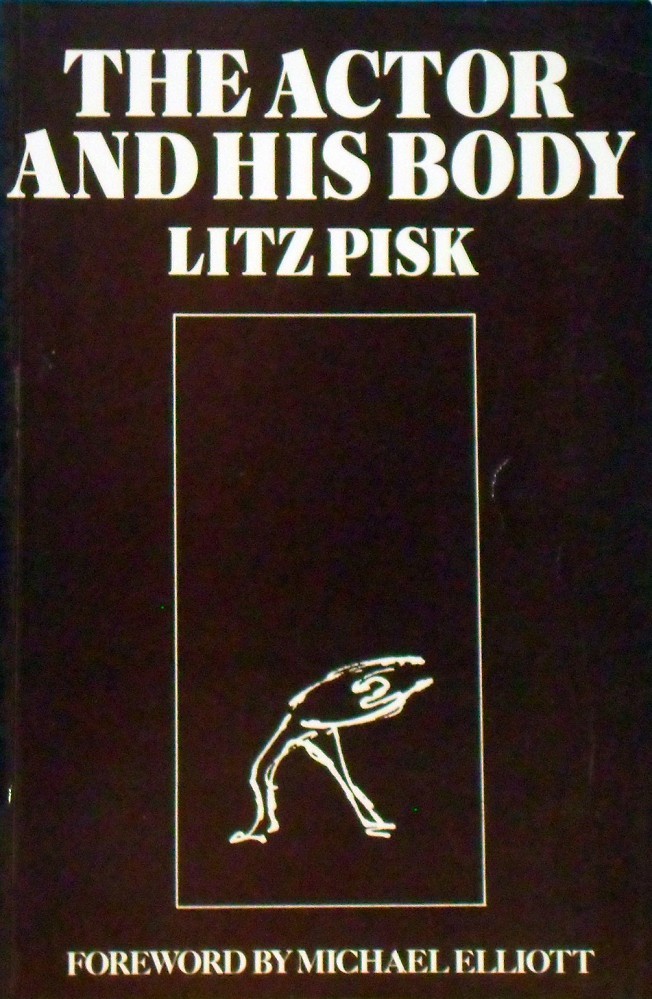 THE ACTOR
AND HIS BODY
LITZ PISK
FOREWORD BY MICHAEL ELLIOTT